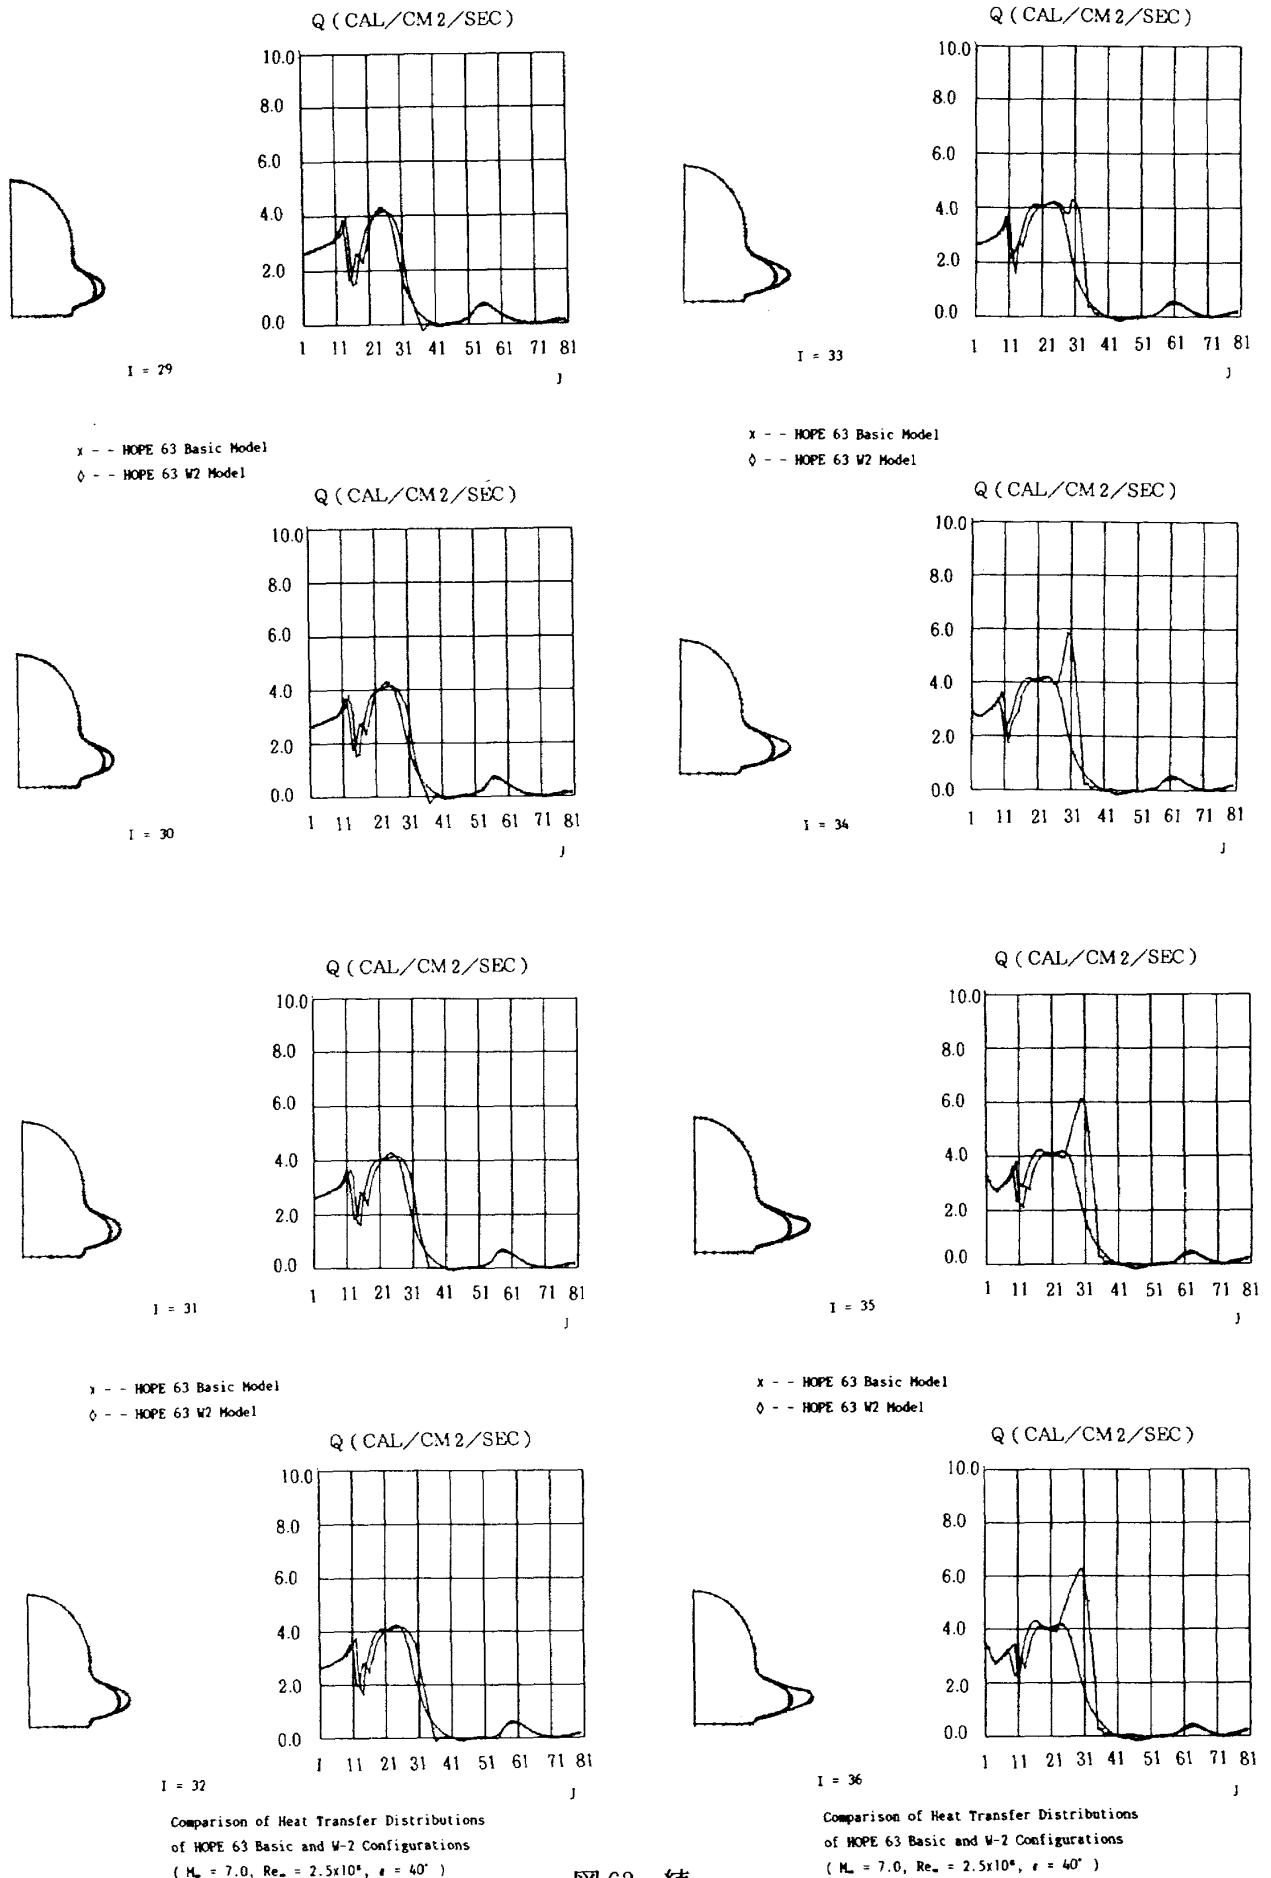 Q ( CAL/CM 2/SEC )
10.0
8.0
6.0
4.0
2.0
0.0
1 11 21 31 41 51 61 71 81
J
I = 29
x - - HOPE 63 Basic Model
◊ - - HOPE 63 W2 Model
Q ( CAL/CM 2/SEC )
10.0
8.0
6.0
4.0
2.0
0.0
1 11 21 31 41 51 61 71 81
J
I = 30
Q ( CAL/CM 2/SEC )
10.0
8.0
6.0
4.0
2.0
0.0
1 11 21 31 41 51 61 71 81
J
I = 31
x - - HOPE 63 Basic Model
◊ - - HOPE 63 W2 Model
Q ( CAL/CM 2/SEC )
10.0
8.0
6.0
4.0
2.0
0.0
1 11 21 31 41 51 61 71 81
J
I = 32
Comparison of Heat Transfer Distributions
of HOPE 63 Basic and W-2 Configurations
( M∞ = 7.0, Re∞ = 2.5x10⁶, α = 40° )
Q ( CAL/CM 2/SEC )
10.0
8.0
6.0
4.0
2.0
0.0
1 11 21 31 41 51 61 71 81
J
I = 33
x - - HOPE 63 Basic Model
◊ - - HOPE 63 W2 Model
Q ( CAL/CM 2/SEC )
10.0
8.0
6.0
4.0
2.0
0.0
1 11 21 31 41 51 61 71 81
J
I = 34
Q ( CAL/CM 2/SEC )
10.0
8.0
6.0
4.0
2.0
0.0
1 11 21 31 41 51 61 71 81
J
I = 35
x - - HOPE 63 Basic Model
◊ - - HOPE 63 W2 Model
Q ( CAL/CM 2/SEC )
10.0
8.0
6.0
4.0
2.0
0.0
1 11 21 31 41 51 61 71 81
J
I = 36
Comparison of Heat Transfer Distributions
of HOPE 63 Basic and W-2 Configurations
( M∞ = 7.0, Re∞ = 2.5x10⁶, α = 40° )